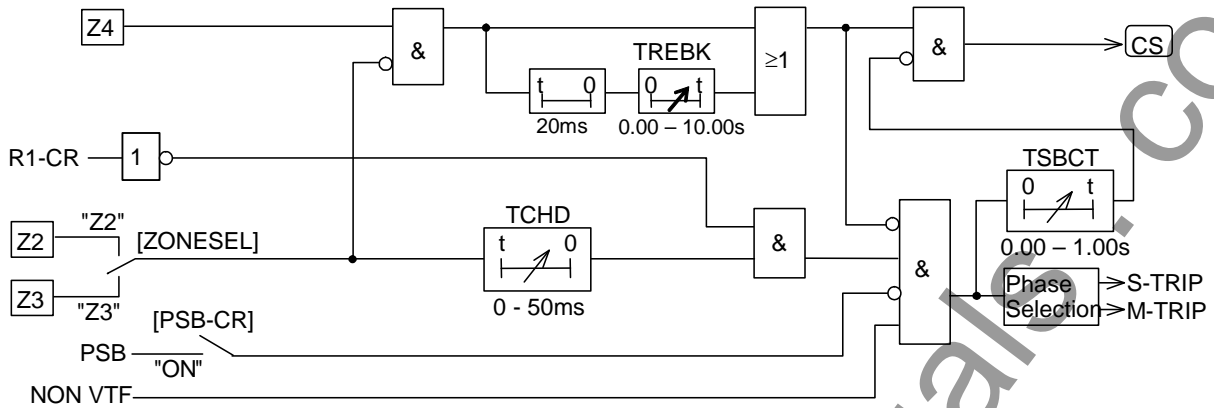 Z4
&
TREBK
t 0
20ms
0 t
0.00 – 10.00s
≥1
&
CS
R1-CR
1
TSBCT
0 t
0.00 – 1.00s
"Z2"
Z2
[ZONESEL]
Z3
"Z3"
TCHD
t 0
0 - 50ms
&
&
Phase
Selection
S-TRIP
M-TRIP
[PSB-CR]
PSB
"ON"
NON VTF
als.co